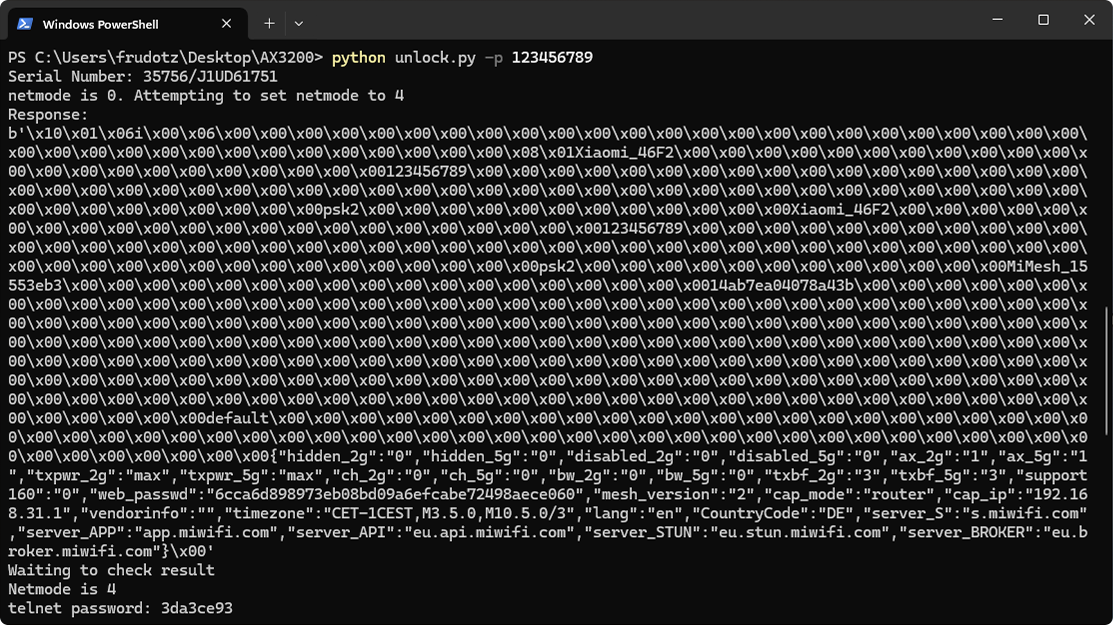 Windows PowerShell
PS C:\Users\frudotz\Desktop\AX3200> python unlock.py -p 123456789
Serial Number: 35756/J1UD61751
netmode is 0. Attempting to set netmode to 4
Response:
b'\x10\x01\x06i\x00\x06\x00\x00\x00\x00\x00\x00\x00\x00\x00\x00\x00\x00\x00\x00\x00\x00\x00\x00\x00\x00\x00\x00\x00\x00\
x00\x00\x00\x00\x00\x00\x00\x00\x00\x00\x00\x00\x00\x00\x08\x01Xiaomi_46F2\x00\x00\x00\x00\x00\x00\x00\x00\x00\x00\x00\x
00\x00\x00\x00\x00\x00\x00\x00\x00\x00\x00123456789\x00\x00\x00\x00\x00\x00\x00\x00\x00\x00\x00\x00\x00\x00\x00\x00\x00\
x00\x00\x00\x00\x00\x00\x00\x00\x00\x00\x00\x00\x00\x00\x00\x00\x00\x00\x00\x00\x00\x00\x00\x00\x00\x00\x00\x00\x00\x00\
x00\x00\x00\x00\x00\x00\x00\x00\x00psk2\x00\x00\x00\x00\x00\x00\x00\x00\x00\x00\x00\x00Xiaomi_46F2\x00\x00\x00\x00\x00\x
00\x00\x00\x00\x00\x00\x00\x00\x00\x00\x00\x00\x00\x00\x00\x00\x00123456789\x00\x00\x00\x00\x00\x00\x00\x00\x00\x00\x00\
x00\x00\x00\x00\x00\x00\x00\x00\x00\x00\x00\x00\x00\x00\x00\x00\x00\x00\x00\x00\x00\x00\x00\x00\x00\x00\x00\x00\x00\x00\
x00\x00\x00\x00\x00\x00\x00\x00\x00\x00\x00\x00\x00\x00\x00psk2\x00\x00\x00\x00\x00\x00\x00\x00\x00\x00\x00\x00MiMesh_15
553eb3\x00\x00\x00\x00\x00\x00\x00\x00\x00\x00\x00\x00\x00\x00\x00\x00\x00\x0014ab7ea04078a43b\x00\x00\x00\x00\x00\x00\x
00\x00\x00\x00\x00\x00\x00\x00\x00\x00\x00\x00\x00\x00\x00\x00\x00\x00\x00\x00\x00\x00\x00\x00\x00\x00\x00\x00\x00\x00\x
00\x00\x00\x00\x00\x00\x00\x00\x00\x00\x00\x00\x00\x00\x00\x00\x00\x00\x00\x00\x00\x00\x00\x00\x00\x00\x00\x00\x00\x00\x
00\x00\x00\x00\x00\x00\x00\x00\x00\x00\x00\x00\x00\x00\x00\x00\x00\x00\x00\x00\x00\x00\x00\x00\x00\x00\x00\x00\x00\x00\x
00\x00\x00\x00\x00\x00\x00\x00\x00\x00\x00\x00\x00\x00\x00\x00\x00\x00\x00\x00\x00\x00\x00\x00\x00\x00\x00\x00\x00\x00\x
00\x00\x00\x00\x00\x00\x00\x00\x00\x00\x00\x00\x00\x00\x00\x00\x00\x00\x00\x00\x00\x00\x00\x00\x00\x00\x00\x00\x00\x00\x
00\x00\x00\x00\x00\x00\x00\x00\x00\x00\x00\x00\x00\x00\x00\x00\x00\x00\x00\x00\x00\x00\x00\x00\x00\x00\x00\x00\x00\x00\x
00\x00\x00\x00\x00\x00default\x00\x00\x00\x00\x00\x00\x00\x00\x00\x00\x00\x00\x00\x00\x00\x00\x00\x00\x00\x00\x00\x00\x0
0\x00\x00\x00\x00\x00\x00\x00\x00\x00\x00\x00\x00\x00\x00\x00\x00\x00\x00\x00\x00\x00\x00\x00\x00\x00\x00\x00\x00\x00\x0
0\x00\x00\x00\x00\x00\x00\x00{"hidden_2g":"0","hidden_5g":"0","disabled_2g":"0","disabled_5g":"0","ax_2g":"1","ax_5g":"1
","txpwr_2g":"max","txpwr_5g":"max","ch_2g":"0","ch_5g":"0","bw_2g":"0","bw_5g":"0","txbf_2g":"3","txbf_5g":"3","support
160":"0","web_passwd":"6cca6d898973eb08bd09a6efcabe72498aece060","mesh_version":"2","cap_mode":"router","cap_ip":"192.16
8.31.1","vendorinfo":"","timezone":"CET-1CEST,M3.5.0,M10.5.0/3","lang":"en","CountryCode":"DE","server_S":"s.miwifi.com"
,"server_APP":"app.miwifi.com","server_API":"eu.api.miwifi.com","server_STUN":"eu.stun.miwifi.com","server_BROKER":"eu.b
roker.miwifi.com"}\x00'
Waiting to check result
Netmode is 4
telnet password: 3da3ce93